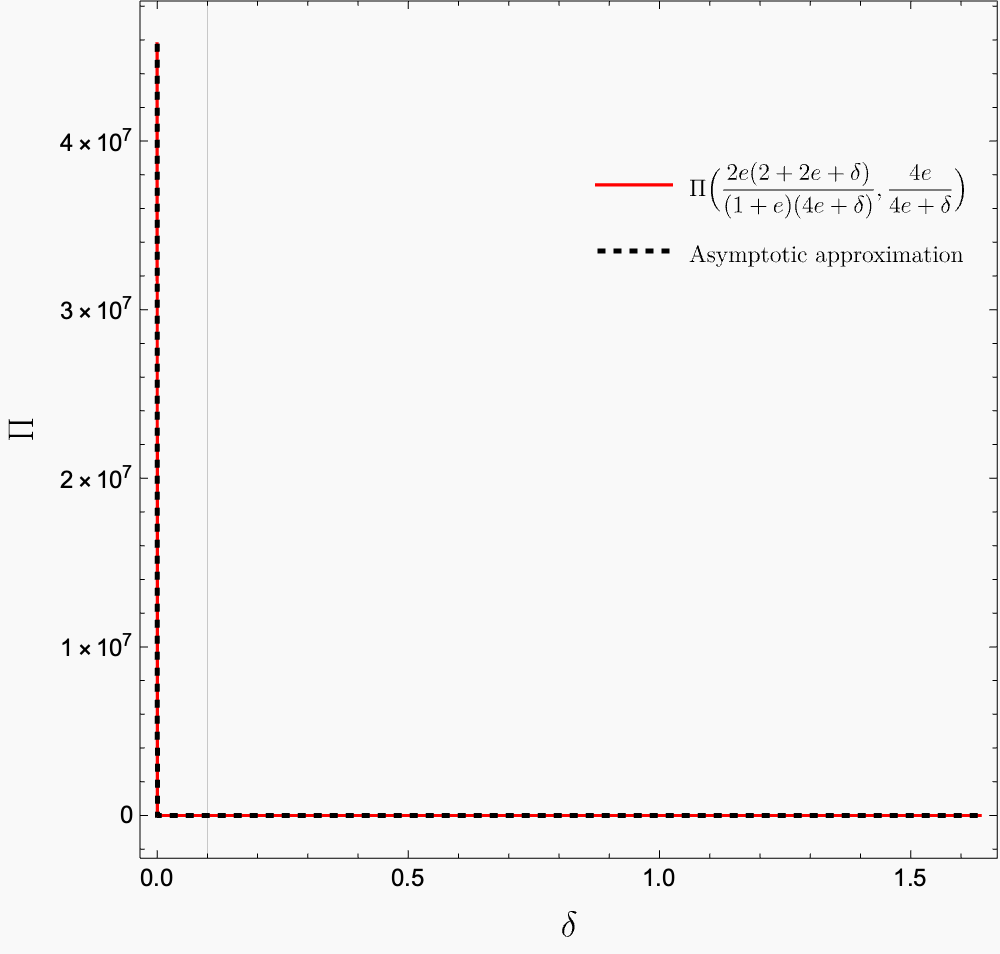 4×10⁷
3×10⁷
2×10⁷
1×10⁷
0
Π
0.0 0.5 1.0 1.5
δ
Π(2e(2 + 2e + δ)/(1 + e)(4e + δ), 4e/4e + δ)
Asymptotic approximation